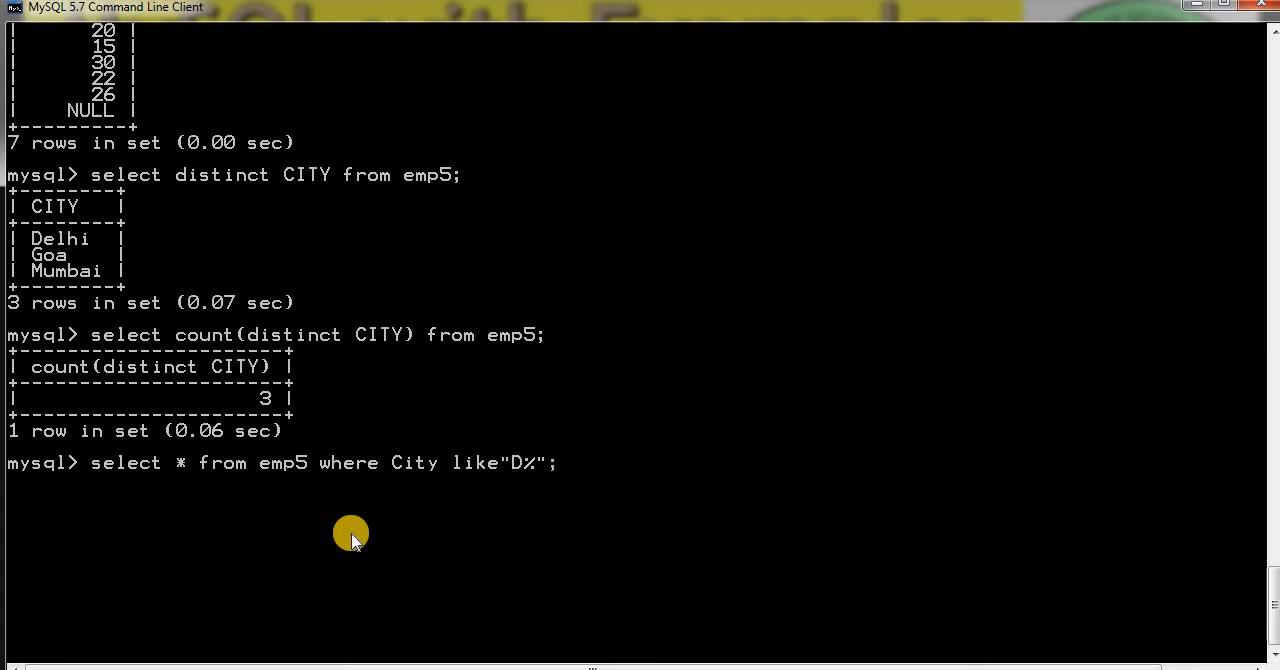 MySQL 5.7 Command Line Client
| 20 |
| 15 |
| 30 |
| 22 |
| 26 |
| NULL |
+---------+
7 rows in set (0.00 sec)
mysql> select distinct CITY from emp5;
+--------+
| CITY |
+--------+
| Delhi |
| Goa |
| Mumbai |
+--------+
3 rows in set (0.07 sec)
mysql> select count(distinct CITY) from emp5;
+----------------------+
| count(distinct CITY) |
+----------------------+
| 3 |
+----------------------+
1 row in set (0.06 sec)
mysql> select * from emp5 where City like"D%";